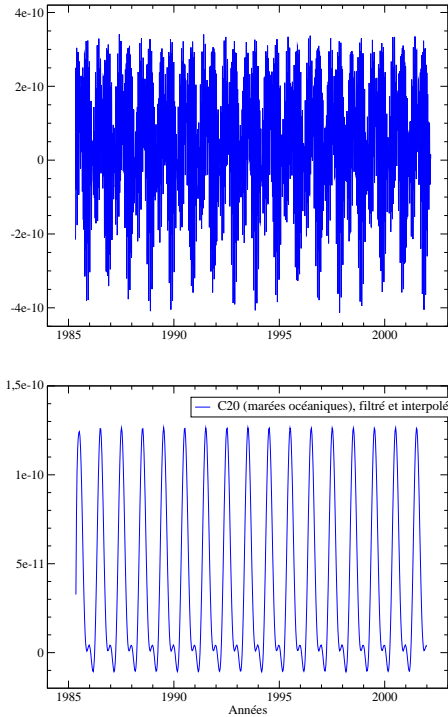 4e-10
2e-10
0
-2e-10
-4e-10
1985 1990 1995 2000
1,5e-10
C20 (marées océaniques), filtré et interpolé
1e-10
5e-11
0
1985 1990 1995 2000
Années